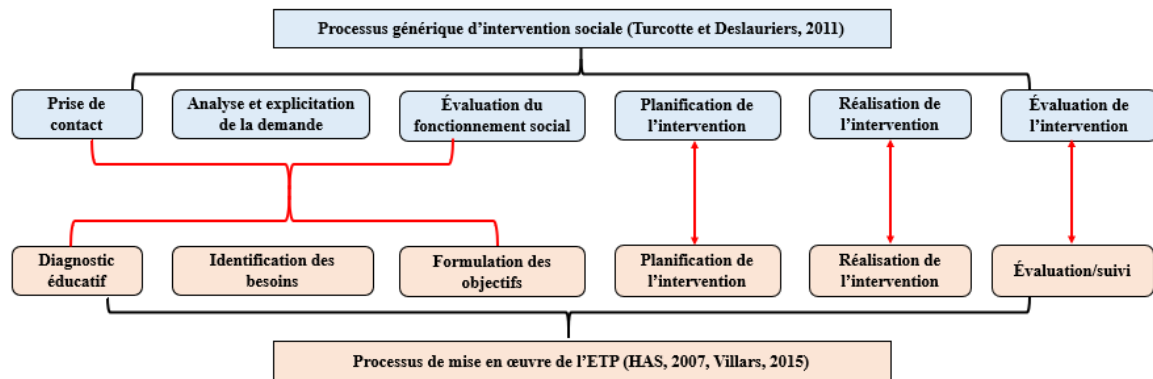 Processus générique d’intervention sociale (Turcotte et Deslauriers, 2011)
Prise de
contact
Analyse et explicitation
de la demande
Évaluation du
fonctionnement social
Planification de
l’intervention
Réalisation de
l’intervention
Évaluation de
l’intervention
Diagnostic
éducatif
Identification des
besoins
Formulation des
objectifs
Planification de
l’intervention
Réalisation de
l’intervention
Évaluation/suivi
Processus de mise en œuvre de l’ETP (HAS, 2007, Villars, 2015)